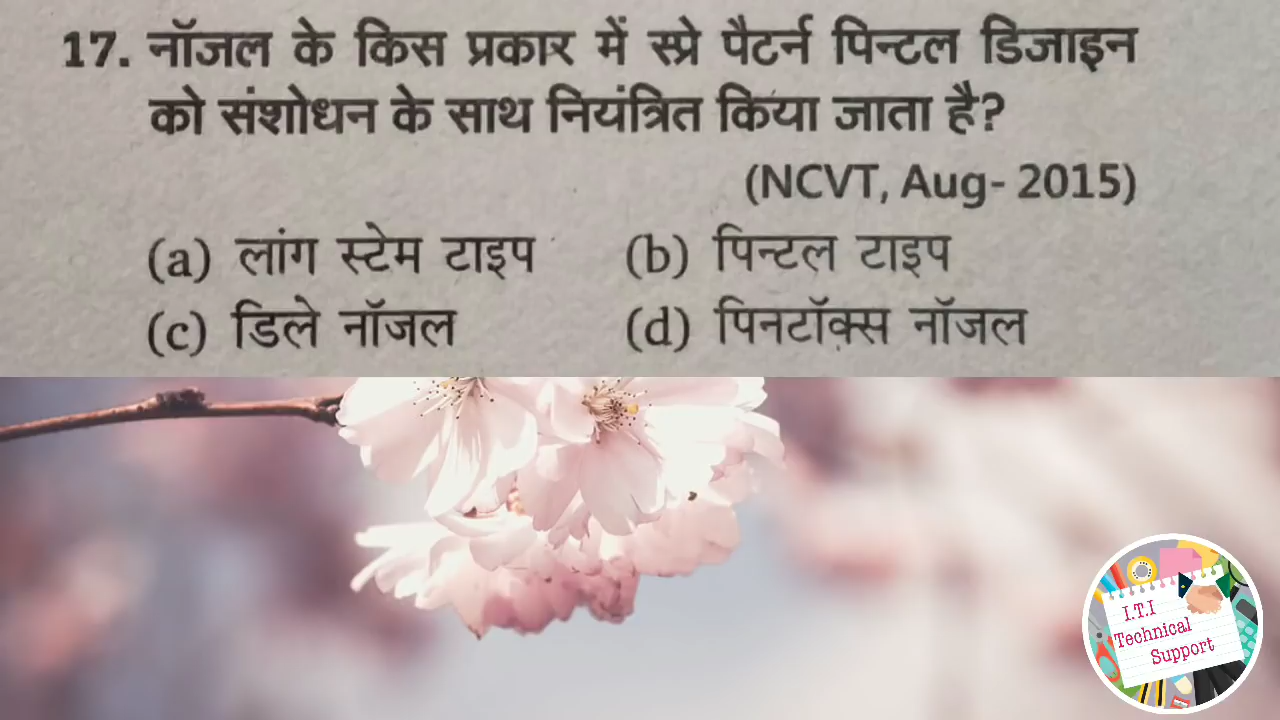 17. नॉजल के किस प्रकार में स्प्रे पैटर्न पिन्टल डिजाइन
को संशोधन के साथ नियंत्रित किया जाता है?
(NCVT, Aug- 2015)
(a) लांग स्टेम टाइप (b) पिन्टल टाइप
(c) डिले नॉजल (d) पिनटॉक़्स नॉजल
I.T.I
Technical
Support